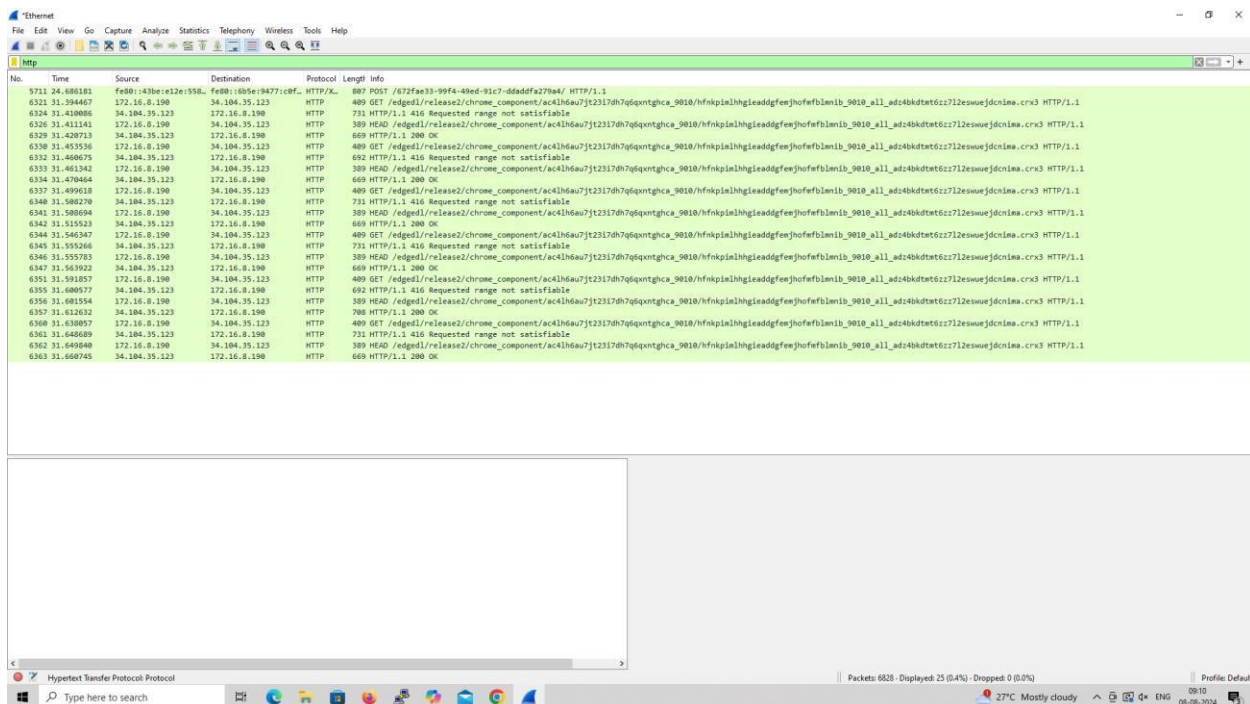 *Ethernet
File Edit View Go Capture Analyze Statistics Telephony Wireless Tools Help
http
No. Time Source Destination Protocol Length Info
5711 24.686181 fe80::43be:e12e:558… fe80::6b5e:9477:c0f… HTTP/X… 807 POST /672fae33-99f4-49ed-91c7-ddaddfa279a4/ HTTP/1.1
6321 31.394467 172.16.8.190 34.104.35.123 HTTP 409 GET /edgedl/release2/chrome_component/ac4lh6au7jt23i7dh7q6qxntghca_9010/hfnkpimlhhgieaddgfemjhofmfblmnib_9010_all_adz4bkdtmt6zz7l2eswuejdcnima.crx3 HTTP/1.1
6324 31.410086 34.104.35.123 172.16.8.190 HTTP 731 HTTP/1.1 416 Requested range not satisfiable
6326 31.411141 172.16.8.190 34.104.35.123 HTTP 389 HEAD /edgedl/release2/chrome_component/ac4lh6au7jt23i7dh7q6qxntghca_9010/hfnkpimlhhgieaddgfemjhofmfblmnib_9010_all_adz4bkdtmt6zz7l2eswuejdcnima.crx3 HTTP/1.1
6329 31.420713 34.104.35.123 172.16.8.190 HTTP 669 HTTP/1.1 200 OK
6330 31.453536 172.16.8.190 34.104.35.123 HTTP 409 GET /edgedl/release2/chrome_component/ac4lh6au7jt23i7dh7q6qxntghca_9010/hfnkpimlhhgieaddgfemjhofmfblmnib_9010_all_adz4bkdtmt6zz7l2eswuejdcnima.crx3 HTTP/1.1
6332 31.460675 34.104.35.123 172.16.8.190 HTTP 692 HTTP/1.1 416 Requested range not satisfiable
6333 31.461342 172.16.8.190 34.104.35.123 HTTP 389 HEAD /edgedl/release2/chrome_component/ac4lh6au7jt23i7dh7q6qxntghca_9010/hfnkpimlhhgieaddgfemjhofmfblmnib_9010_all_adz4bkdtmt6zz7l2eswuejdcnima.crx3 HTTP/1.1
6334 31.470464 34.104.35.123 172.16.8.190 HTTP 669 HTTP/1.1 200 OK
6337 31.499618 172.16.8.190 34.104.35.123 HTTP 409 GET /edgedl/release2/chrome_component/ac4lh6au7jt23i7dh7q6qxntghca_9010/hfnkpimlhhgieaddgfemjhofmfblmnib_9010_all_adz4bkdtmt6zz7l2eswuejdcnima.crx3 HTTP/1.1
6340 31.508270 34.104.35.123 172.16.8.190 HTTP 731 HTTP/1.1 416 Requested range not satisfiable
6341 31.508694 172.16.8.190 34.104.35.123 HTTP 389 HEAD /edgedl/release2/chrome_component/ac4lh6au7jt23i7dh7q6qxntghca_9010/hfnkpimlhhgieaddgfemjhofmfblmnib_9010_all_adz4bkdtmt6zz7l2eswuejdcnima.crx3 HTTP/1.1
6342 31.515523 34.104.35.123 172.16.8.190 HTTP 669 HTTP/1.1 200 OK
6344 31.546347 172.16.8.190 34.104.35.123 HTTP 409 GET /edgedl/release2/chrome_component/ac4lh6au7jt23i7dh7q6qxntghca_9010/hfnkpimlhhgieaddgfemjhofmfblmnib_9010_all_adz4bkdtmt6zz7l2eswuejdcnima.crx3 HTTP/1.1
6345 31.555266 34.104.35.123 172.16.8.190 HTTP 731 HTTP/1.1 416 Requested range not satisfiable
6346 31.555783 172.16.8.190 34.104.35.123 HTTP 389 HEAD /edgedl/release2/chrome_component/ac4lh6au7jt23i7dh7q6qxntghca_9010/hfnkpimlhhgieaddgfemjhofmfblmnib_9010_all_adz4bkdtmt6zz7l2eswuejdcnima.crx3 HTTP/1.1
6347 31.563922 34.104.35.123 172.16.8.190 HTTP 669 HTTP/1.1 200 OK
6351 31.591857 172.16.8.190 34.104.35.123 HTTP 409 GET /edgedl/release2/chrome_component/ac4lh6au7jt23i7dh7q6qxntghca_9010/hfnkpimlhhgieaddgfemjhofmfblmnib_9010_all_adz4bkdtmt6zz7l2eswuejdcnima.crx3 HTTP/1.1
6355 31.600577 34.104.35.123 172.16.8.190 HTTP 692 HTTP/1.1 416 Requested range not satisfiable
6356 31.601554 172.16.8.190 34.104.35.123 HTTP 389 HEAD /edgedl/release2/chrome_component/ac4lh6au7jt23i7dh7q6qxntghca_9010/hfnkpimlhhgieaddgfemjhofmfblmnib_9010_all_adz4bkdtmt6zz7l2eswuejdcnima.crx3 HTTP/1.1
6357 31.612632 34.104.35.123 172.16.8.190 HTTP 708 HTTP/1.1 200 OK
6360 31.638057 172.16.8.190 34.104.35.123 HTTP 409 GET /edgedl/release2/chrome_component/ac4lh6au7jt23i7dh7q6qxntghca_9010/hfnkpimlhhgieaddgfemjhofmfblmnib_9010_all_adz4bkdtmt6zz7l2eswuejdcnima.crx3 HTTP/1.1
6361 31.648689 34.104.35.123 172.16.8.190 HTTP 731 HTTP/1.1 416 Requested range not satisfiable
6362 31.649840 172.16.8.190 34.104.35.123 HTTP 389 HEAD /edgedl/release2/chrome_component/ac4lh6au7jt23i7dh7q6qxntghca_9010/hfnkpimlhhgieaddgfemjhofmfblmnib_9010_all_adz4bkdtmt6zz7l2eswuejdcnima.crx3 HTTP/1.1
6363 31.660745 34.104.35.123 172.16.8.190 HTTP 669 HTTP/1.1 200 OK
Hypertext Transfer Protocol: Protocol Packets: 6828 · Displayed: 25 (0.4%) · Dropped: 0 (0.0%) Profile: Defaul
Type here to search 27°C Mostly cloudy ENG 09:10
08-08-2024